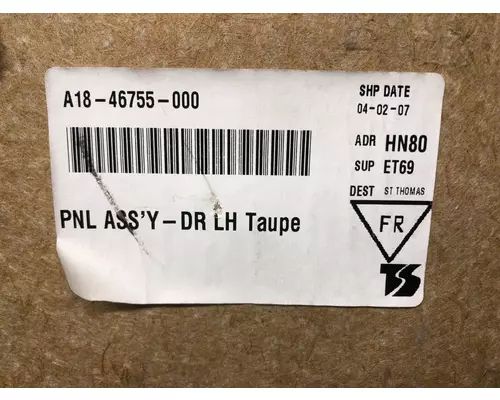 A18-46755-000
PNL ASS'Y-DR LH Taupe
SHP DATE
04-02-07
ADR HN80
SUP ET69
DEST ST THOMAS
FR
TS